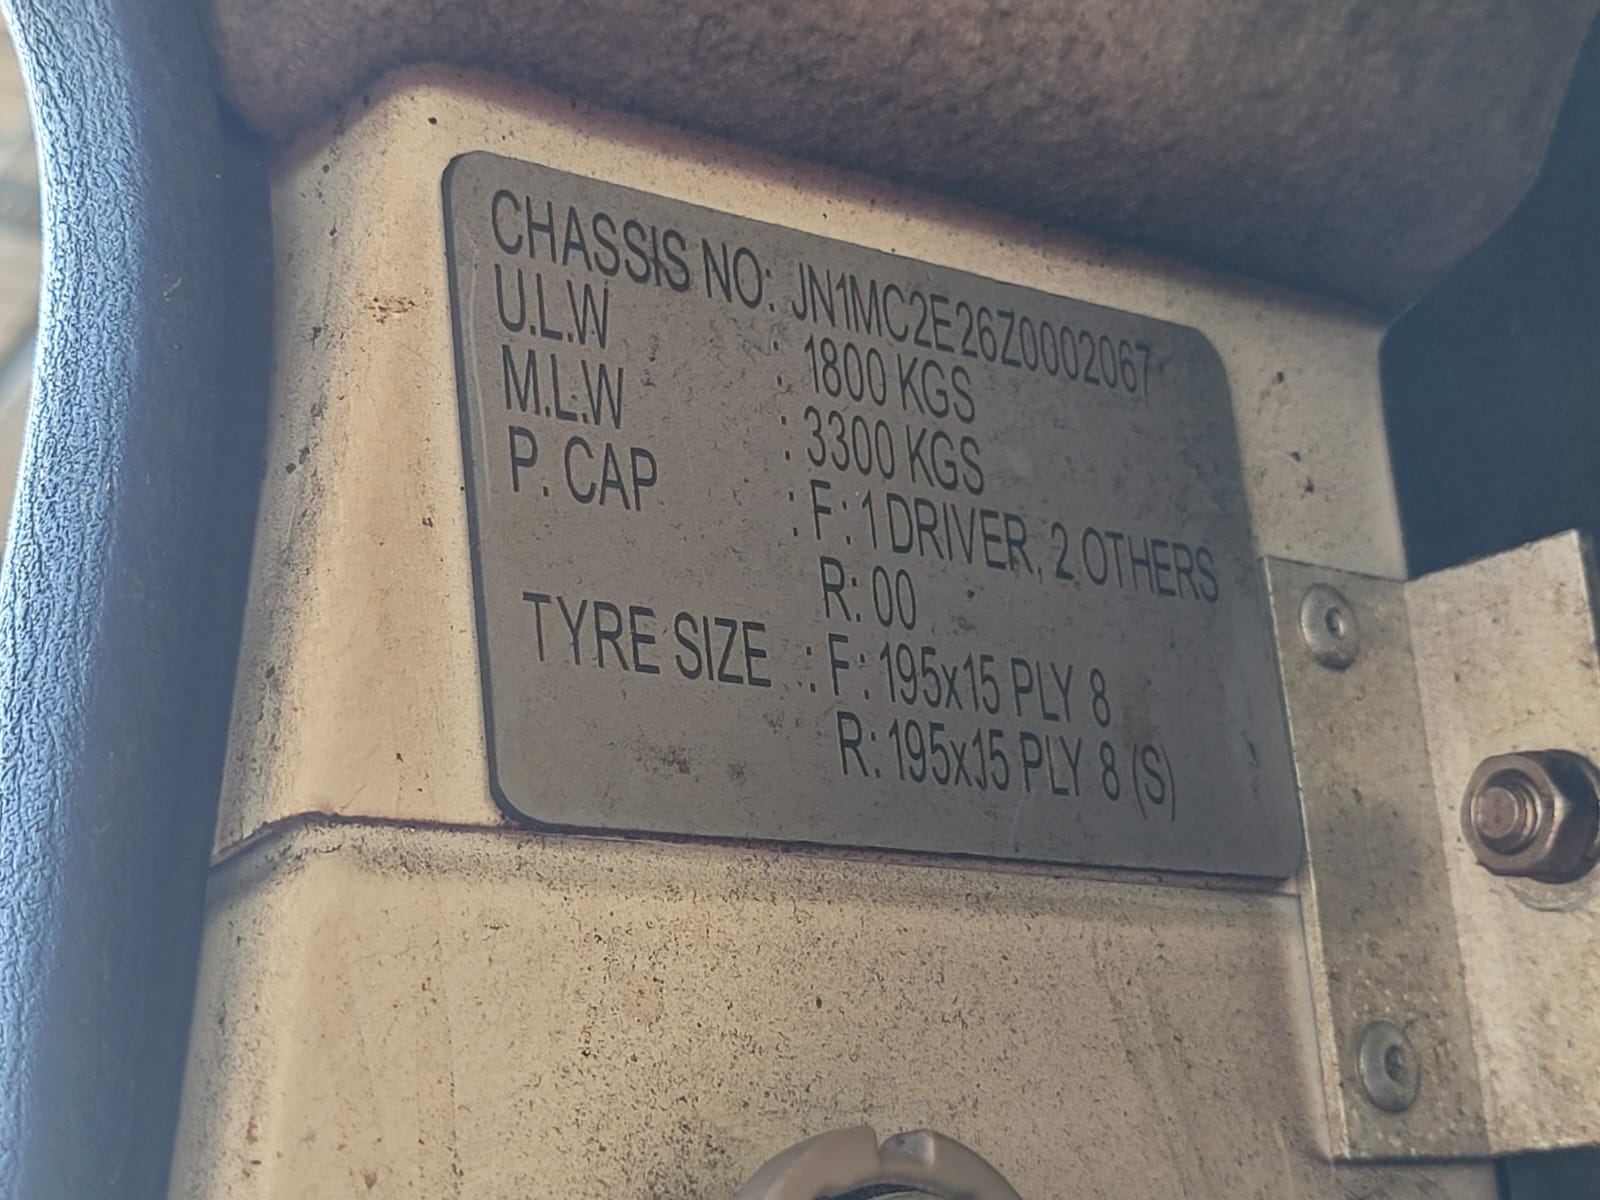 CHASSIS NO: JN1MC2E26Z0002067
U.L.W : 1800 KGS
M.L.W : 3300 KGS
P. CAP : F: 1 DRIVER, 2 OTHERS
R: 00
TYRE SIZE : F: 195x15 PLY 8
R: 195x15 PLY 8 (S)